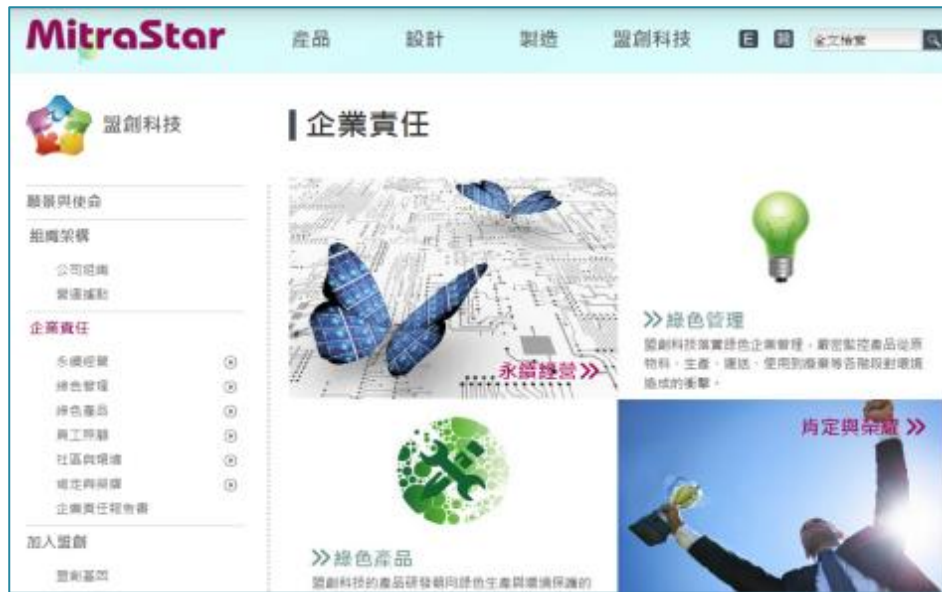 MitraStar
產品
設計
製造
盟創科技
E
全文檢索
盟創科技
企業責任
願景與使命
組織架構
公司組織
營運據點
企業責任
永續經營
綠色管理
綠色產品
員工照顧
社區與環境
肯定與榮耀
企業責任報告書
加入盟創
盟創基因
永續經營
綠色管理
盟創科技落實綠色企業管理,嚴密監控產品從原
物料、生產、運送、使用到廢棄等各階段對環境
造成的衝擊。
肯定與榮耀
綠色產品
盟創科技的產品研發朝向綠色生產與環境保護的